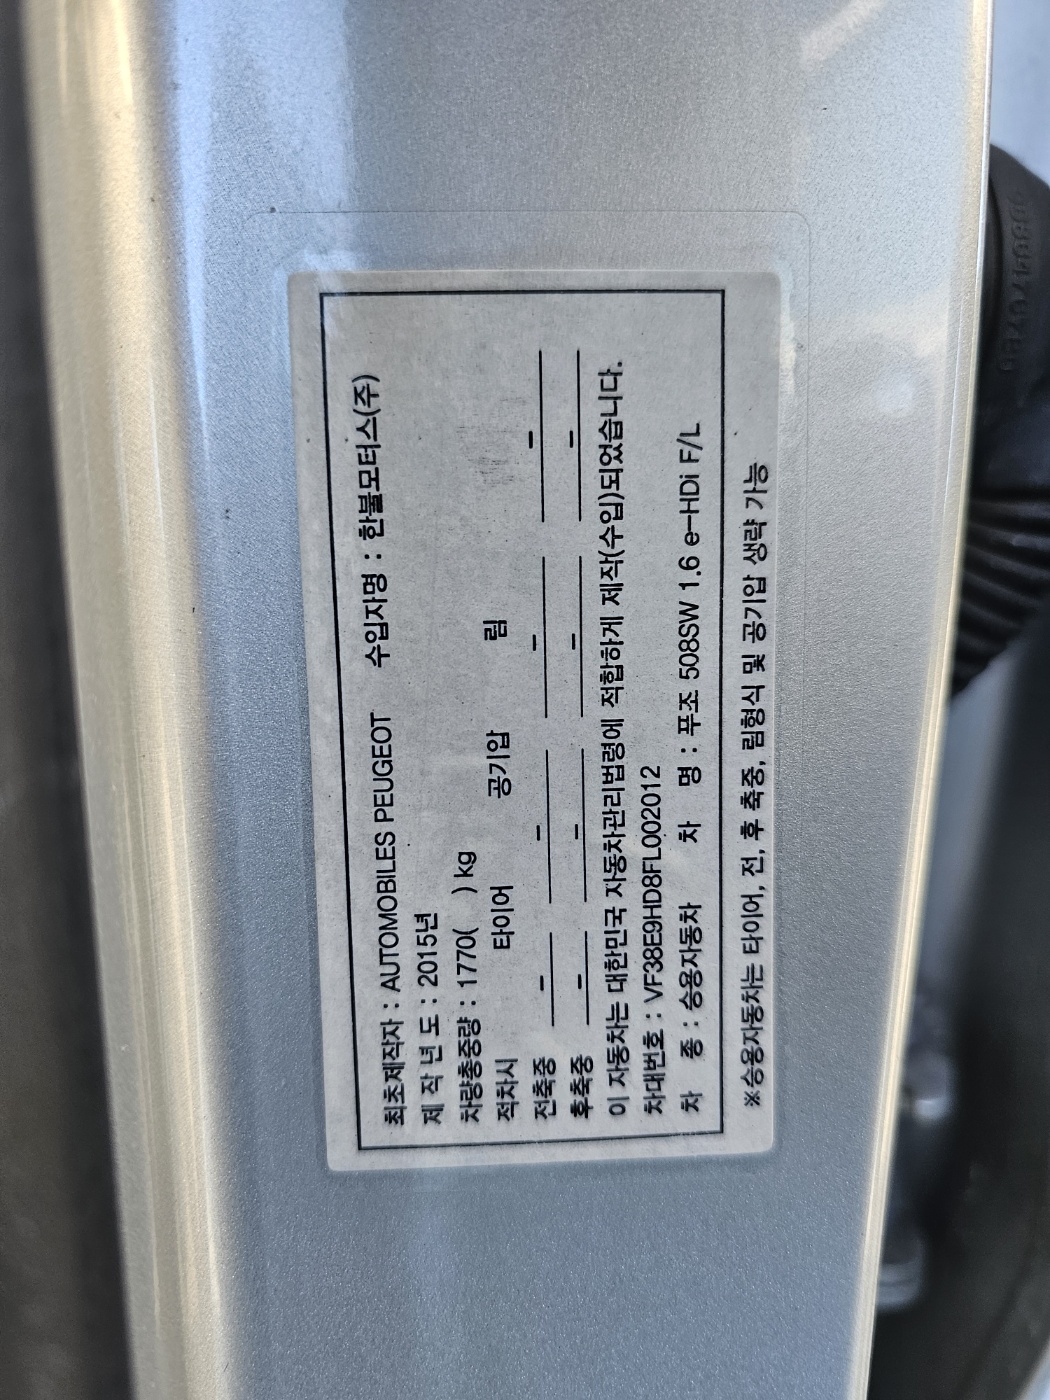 최초제작자 : AUTOMOBILES PEUGEOT 수입자명 : 한불모터스(주)
제 작 년 도 : 2015년
차량총중량 : 1770( ) kg
적차시 타이어 공기압 림
전축중 - - - -
후축중 - - - -
이 자동차는 대한민국 자동차관리법령에 적합하게 제작(수입)되었습니다.
차대번호 : VF38E9HD8FL002012
차 종 : 승용자동차 차 명 : 푸조 508SW 1.6 e-HDi F/L
※승용자동차는 타이어, 전, 후 축중, 림형식 및 공기압 생략 가능